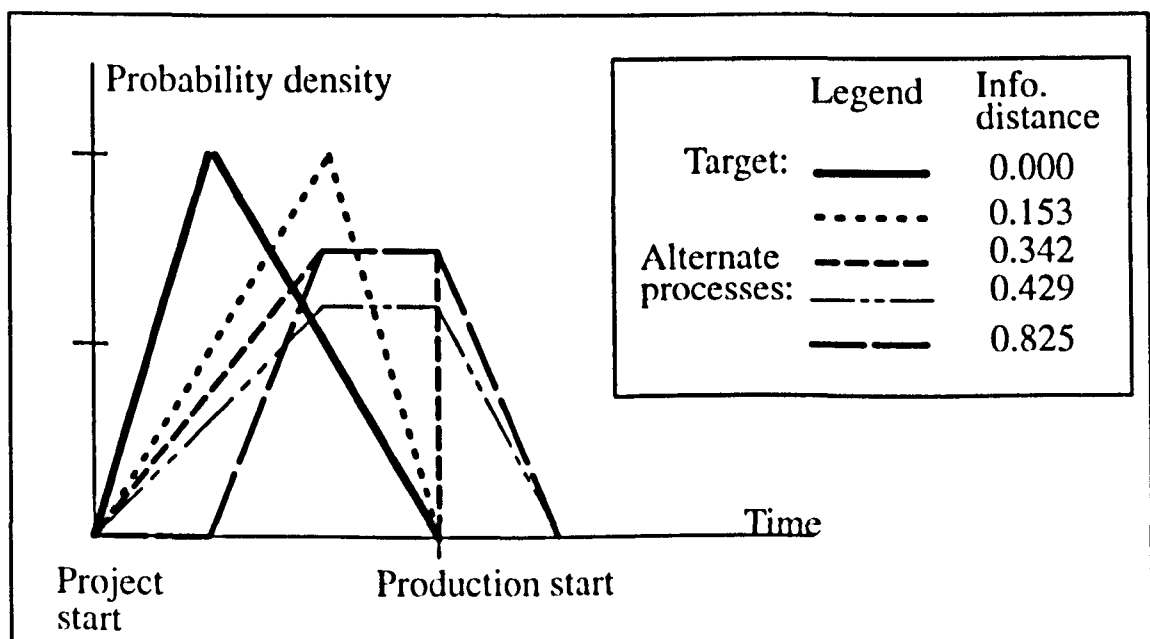 Probability density
Legend Info.
distance
Target: 0.000
0.153
Alternate 0.342
processes: 0.429
0.825
Time
Project Production start
start